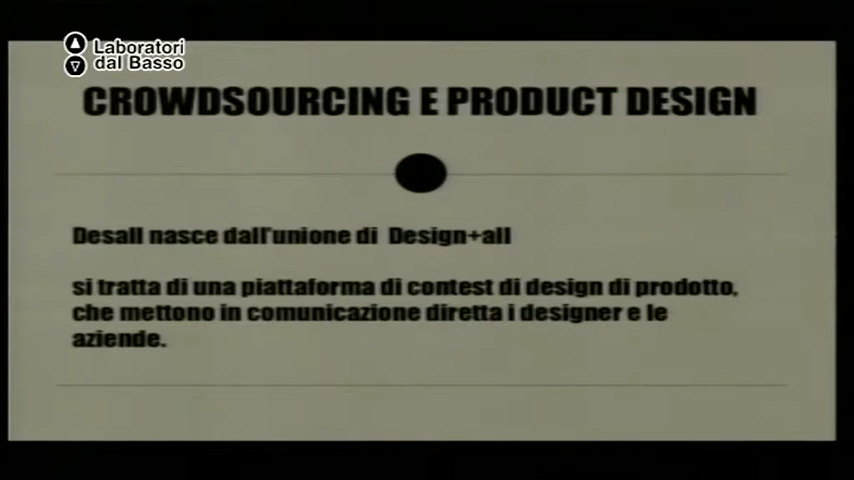 Laboratori
dal Basso
CROWDSOURCING E PRODUCT DESIGN
Desall nasce dall'unione di Design+all
si tratta di una piattaforma di contest di design di prodotto,
che mettono in comunicazione diretta i designer e le
aziende.